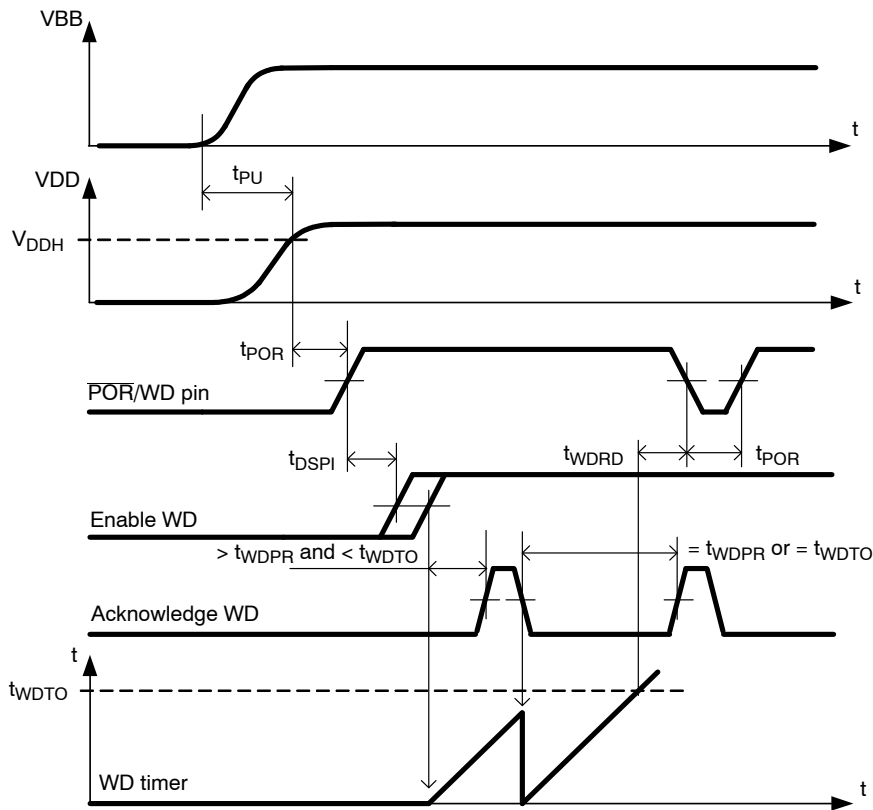 VBB
t
t_PU
VDD
V_DDH
t
t_POR
P̅O̅R̅/WD pin
t_DSPI
t_WDRD
t_POR
Enable WD
> t_WDPR and < t_WDTO
= t_WDPR or = t_WDTO
Acknowledge WD
t
t_WDTO
WD timer
t